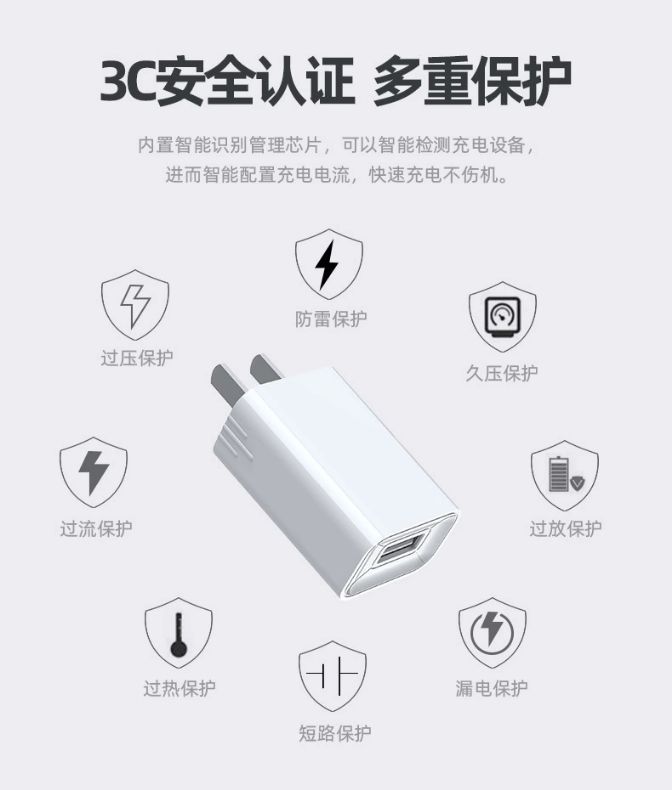 3C安全认证 多重保护
内置智能识别管理芯片，可以智能检测充电设备，
进而智能配置充电电流，快速充电不伤机。
防雷保护
过压保护
久压保护
过流保护
过放保护
过热保护
漏电保护
短路保护